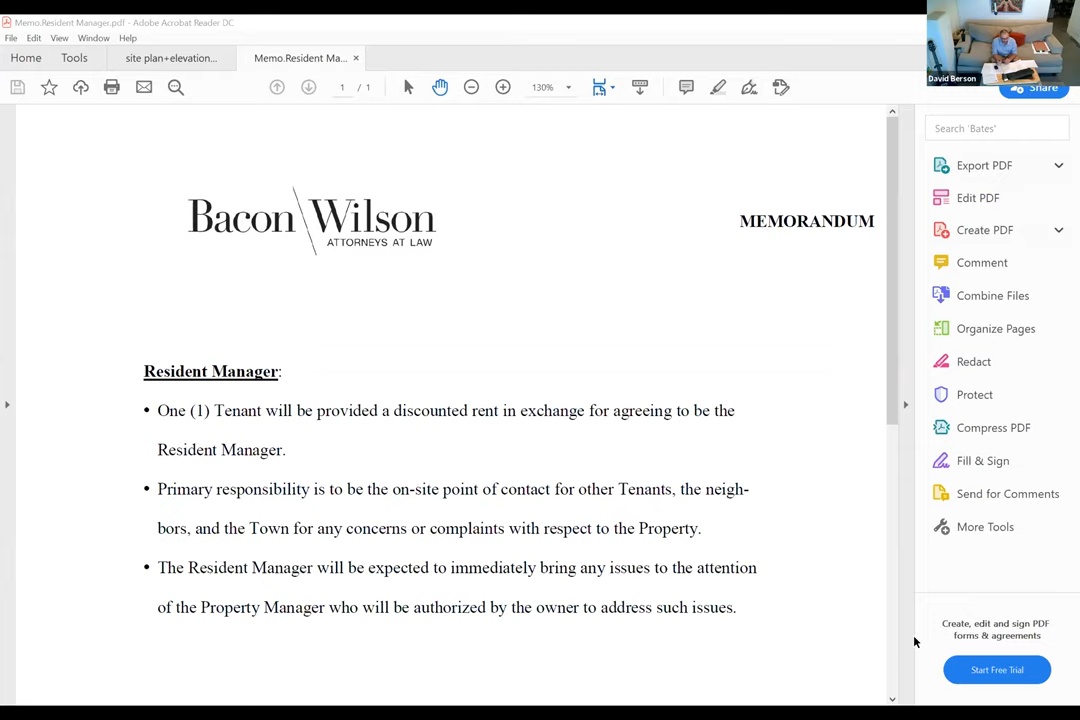 Memo.Resident Manager.pdf - Adobe Acrobat Reader DC
File Edit View Window Help
Home Tools site plan+elevation... Memo.Resident Ma... ×
1 / 1 130%
David Berson
Share
Bacon Wilson
ATTORNEYS AT LAW
MEMORANDUM
Resident Manager:
• One (1) Tenant will be provided a discounted rent in exchange for agreeing to be the
Resident Manager.
• Primary responsibility is to be the on-site point of contact for other Tenants, the neigh-
bors, and the Town for any concerns or complaints with respect to the Property.
• The Resident Manager will be expected to immediately bring any issues to the attention
of the Property Manager who will be authorized by the owner to address such issues.
Search 'Bates'
Export PDF
Edit PDF
Create PDF
Comment
Combine Files
Organize Pages
Redact
Protect
Compress PDF
Fill & Sign
Send for Comments
More Tools
Create, edit and sign PDF
forms & agreements
Start Free Trial